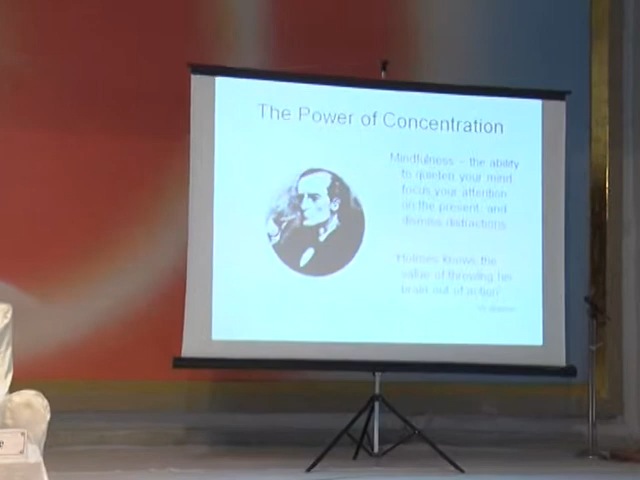 The Power of Concentration
Mindfulness – the ability
to quieten your mind,
focus your attention
on the present, and
dismiss distractions
"Holmes knows the
value of throwing his
brain out of action"